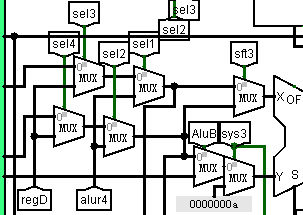 sel3
sel3
sel2
sel4
sel2
sel1
sft3
MUX
MUX
MUX
X OF
MUX
MUX
AluB
sys3
MUX
MUX
Y S
regD
alur4
0000000a